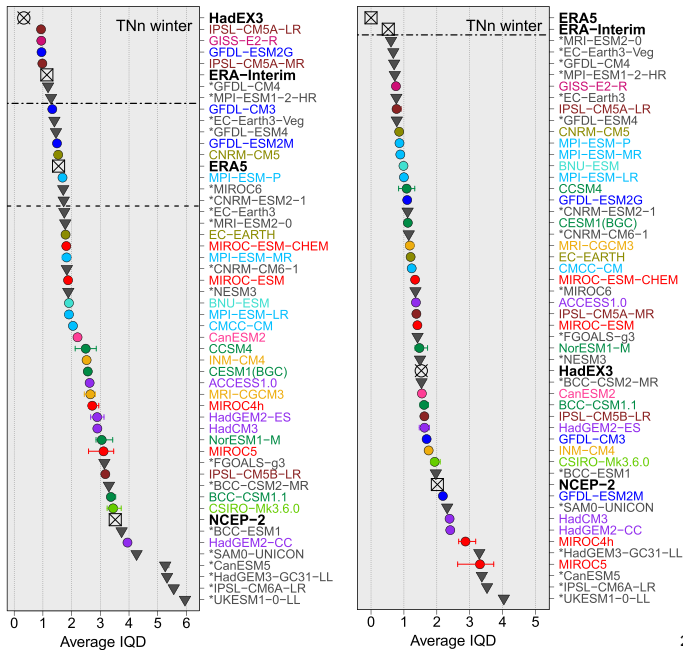 TNn winter
HadEX3
IPSL-CM5A-LR
GISS-E2-R
GFDL-ESM2G
IPSL-CM5A-MR
ERA-Interim
*GFDL-CM4
*MPI-ESM1-2-HR
GFDL-CM3
*EC-Earth3-Veg
*GFDL-ESM4
GFDL-ESM2M
CNRM-CM5
ERA5
MPI-ESM-P
*MIROC6
*CNRM-ESM2-1
*EC-Earth3
*MRI-ESM2-0
EC-EARTH
MIROC-ESM-CHEM
MPI-ESM-MR
*CNRM-CM6-1
MIROC-ESM
*NESM3
BNU-ESM
MPI-ESM-LR
CMCC-CM
CanESM2
CCSM4
INM-CM4
CESM1(BGC)
ACCESS1.0
MRI-CGCM3
MIROC4h
HadGEM2-ES
HadCM3
NorESM1-M
MIROC5
*FGOALS-g3
IPSL-CM5B-LR
*BCC-CSM2-MR
BCC-CSM1.1
CSIRO-Mk3.6.0
NCEP-2
*BCC-ESM1
HadGEM2-CC
*SAM0-UNICON
*CanESM5
*HadGEM3-GC31-LL
*IPSL-CM6A-LR
*UKESM1-0-LL
0 1 2 3 4 5 6
Average IQD
TNn winter
ERA5
ERA-Interim
*MRI-ESM2-0
*EC-Earth3-Veg
*GFDL-CM4
*MPI-ESM1-2-HR
GISS-E2-R
*EC-Earth3
IPSL-CM5A-LR
*GFDL-ESM4
CNRM-CM5
MPI-ESM-P
MPI-ESM-MR
BNU-ESM
MPI-ESM-LR
CCSM4
GFDL-ESM2G
*CNRM-ESM2-1
CESM1(BGC)
*CNRM-CM6-1
MRI-CGCM3
EC-EARTH
CMCC-CM
MIROC-ESM-CHEM
*MIROC6
ACCESS1.0
IPSL-CM5A-MR
MIROC-ESM
*FGOALS-g3
NorESM1-M
*NESM3
HadEX3
*BCC-CSM2-MR
CanESM2
BCC-CSM1.1
IPSL-CM5B-LR
HadGEM2-ES
GFDL-CM3
INM-CM4
CSIRO-Mk3.6.0
*BCC-ESM1
NCEP-2
GFDL-ESM2M
*SAM0-UNICON
HadCM3
HadGEM2-CC
MIROC4h
*HadGEM3-GC31-LL
MIROC5
*CanESM5
*IPSL-CM6A-LR
*UKESM1-0-LL
0 1 2 3 4 5
Average IQD